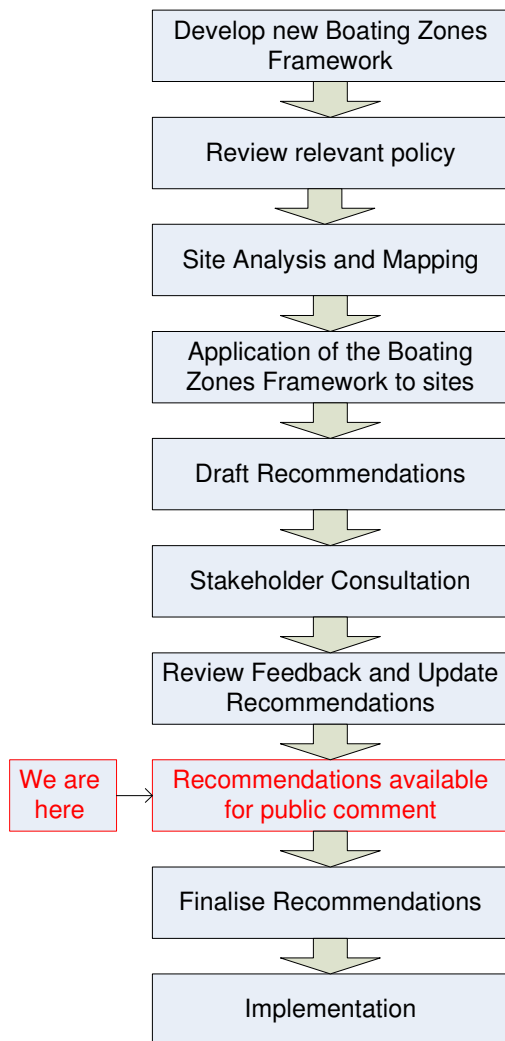 Develop new Boating Zones
Framework
Review relevant policy
Site Analysis and Mapping
Application of the Boating
Zones Framework to sites
Draft Recommendations
Stakeholder Consultation
Review Feedback and Update
Recommendations
We are
here
Recommendations available
for public comment
Finalise Recommendations
Implementation